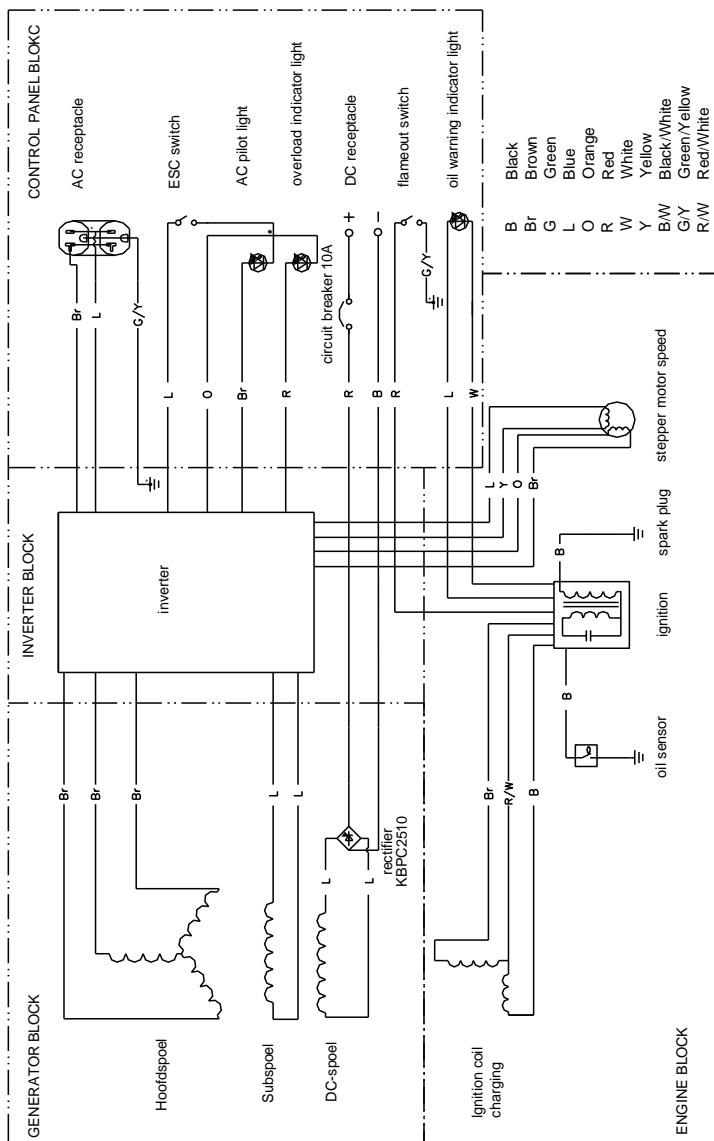 CONTROL PANEL BLOKC
AC receptacle
ESC switch
AC pilot light
overload indicator light
DC receptacle
flameout switch
oil warning indicator light
Br
L
G/Y
L
O
Br
R
circuit breaker 10A
+
−
R
B
R
G/Y
L
W
B Black
Br Brown
G Green
L Blue
O Orange
R Red
W White
Y Yellow
B/W Black/White
G/Y Green/Yellow
R/W Red/White
INVERTER BLOCK
inverter
L
Y
O
Br
stepper motor speed
B
spark plug
ignition
B
oil sensor
GENERATOR BLOCK
Br
Br
Br
L
L
L
L
rectifier
KBPC2510
Hoofdspoel
Subspoel
DC-spoel
Br
R/W
B
Ignition coil
charging
ENGINE BLOCK